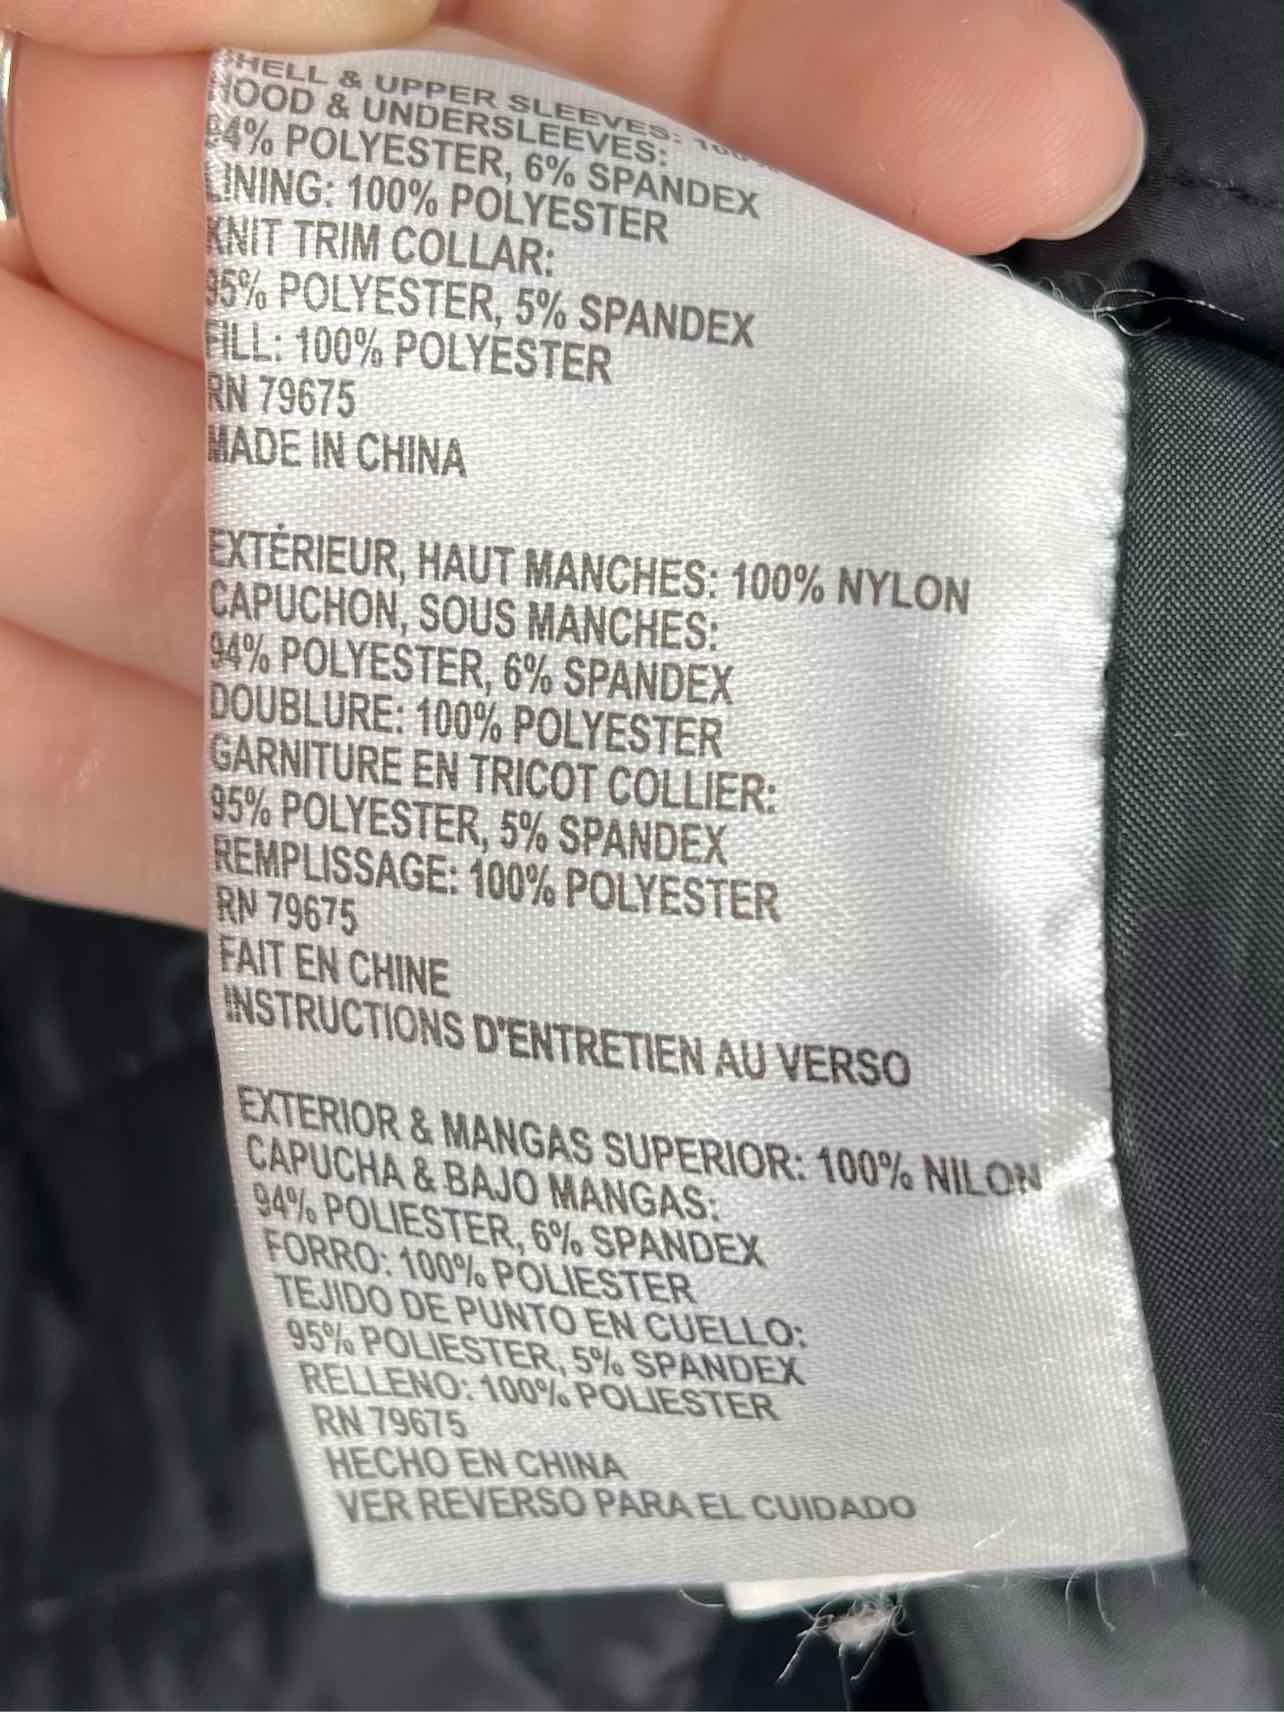 SHELL & UPPER SLEEVES: 100%
HOOD & UNDERSLEEVES:
94% POLYESTER, 6% SPANDEX
LINING: 100% POLYESTER
KNIT TRIM COLLAR:
95% POLYESTER, 5% SPANDEX
FILL: 100% POLYESTER
RN 79675
MADE IN CHINA
EXTÉRIEUR, HAUT MANCHES: 100% NYLON
CAPUCHON, SOUS MANCHES:
94% POLYESTER, 6% SPANDEX
DOUBLURE: 100% POLYESTER
GARNITURE EN TRICOT COLLIER:
95% POLYESTER, 5% SPANDEX
REMPLISSAGE: 100% POLYESTER
RN 79675
FAIT EN CHINE
INSTRUCTIONS D'ENTRETIEN AU VERSO
EXTERIOR & MANGAS SUPERIOR: 100% NILON
CAPUCHA & BAJO MANGAS:
94% POLIESTER, 6% SPANDEX
FORRO: 100% POLIESTER
TEJIDO DE PUNTO EN CUELLO:
95% POLIESTER, 5% SPANDEX
RELLENO: 100% POLIESTER
RN 79675
HECHO EN CHINA
VER REVERSO PARA EL CUIDADO